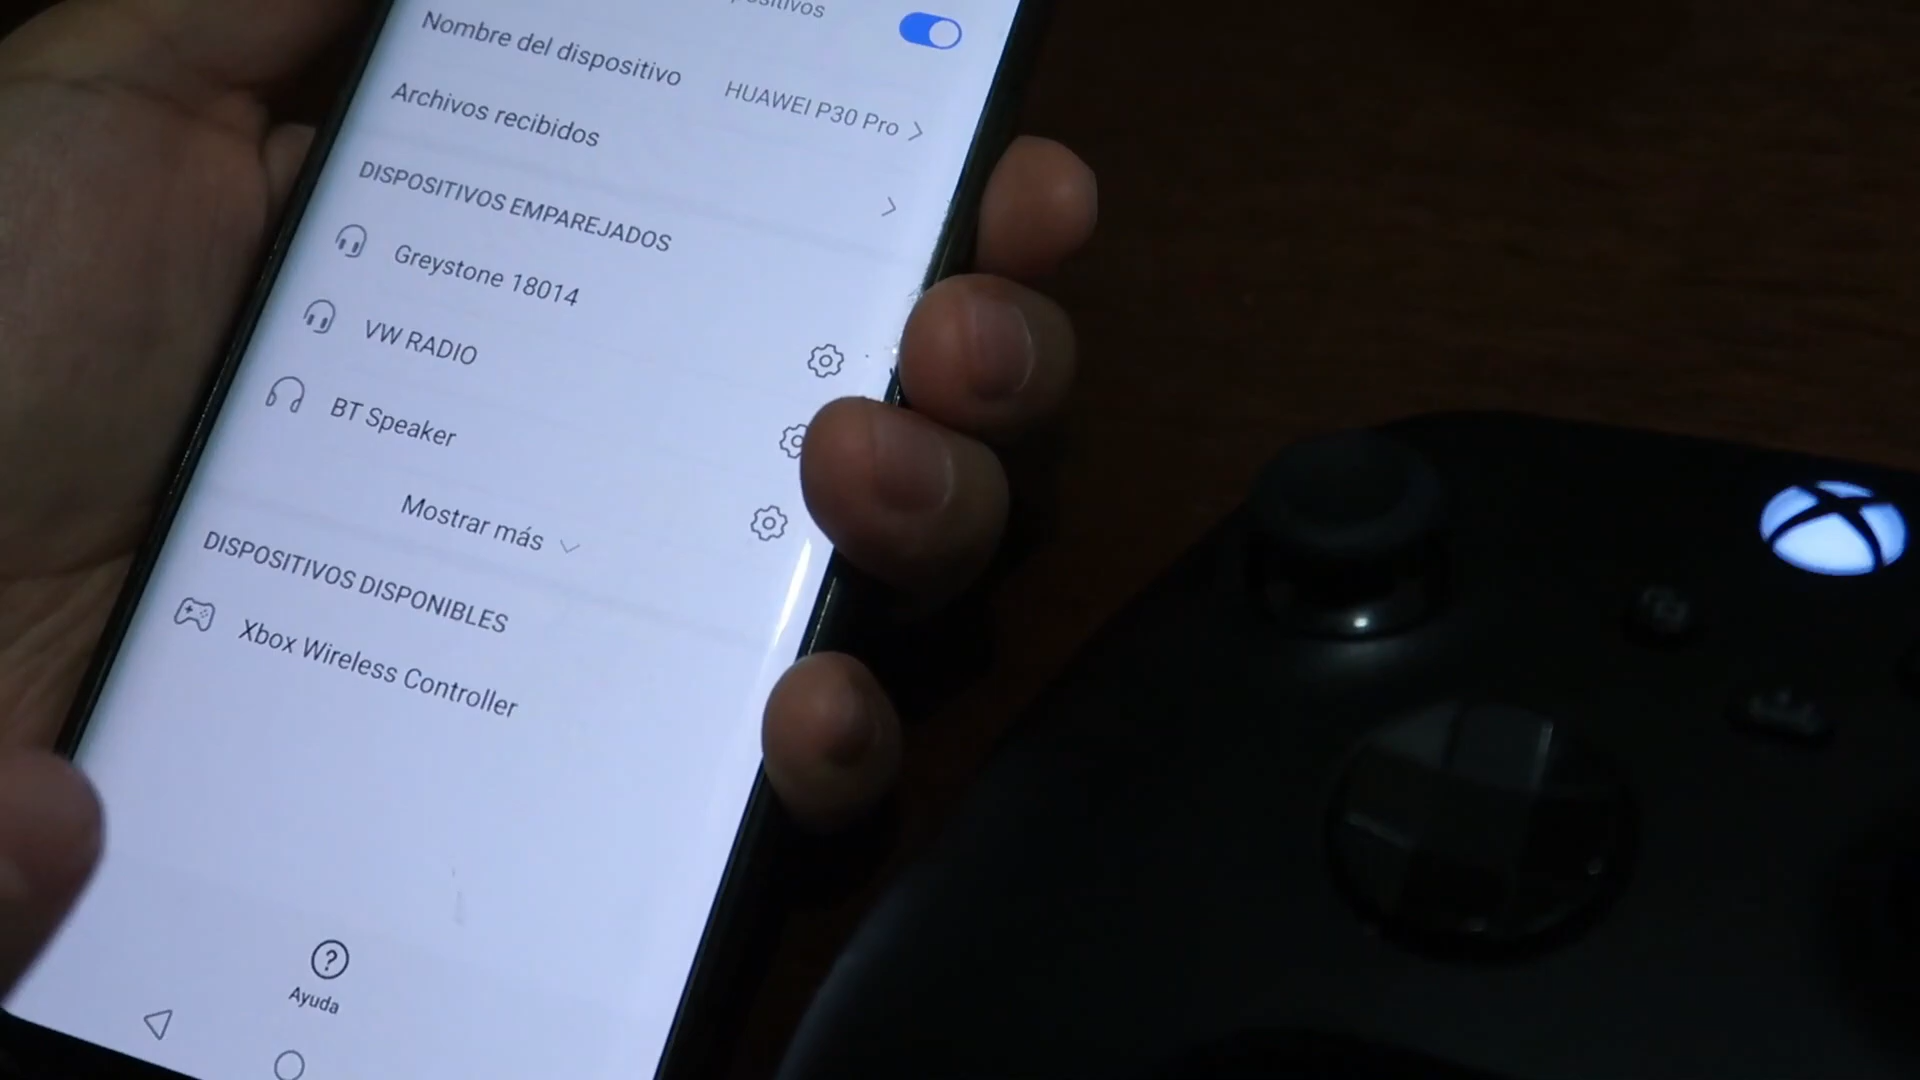 Nombre del dispositivo
HUAWEI P30 Pro
Archivos recibidos
DISPOSITIVOS EMPAREJADOS
Greystone 18014
VW RADIO
BT Speaker
Mostrar más
DISPOSITIVOS DISPONIBLES
Xbox Wireless Controller
Ayuda